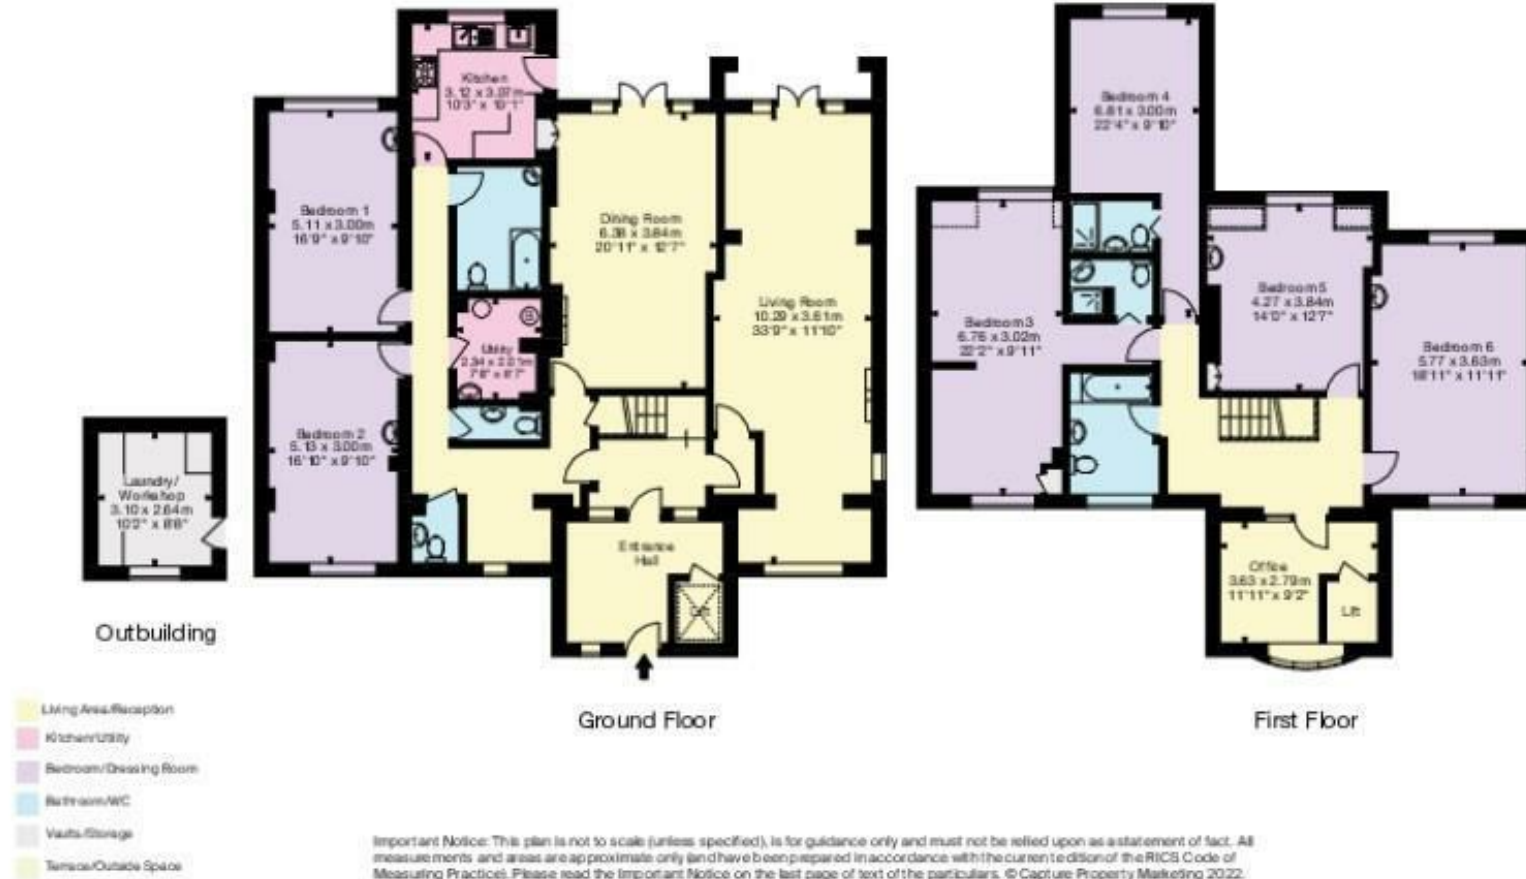 Kitchen
3.12 x 3.07m
10'3" x 10'1"
Bedroom 1
5.11 x 3.00m
16'9" x 9'10"
Dining Room
6.38 x 3.84m
20'11" x 12'7"
Living Room
10.29 x 3.61m
33'9" x 11'10"
Utility
2.34 x 2.01m
7'8" x 6'7"
Bedroom 2
5.13 x 3.00m
16'10" x 9'10"
Laundry/
Workshop
3.10 x 2.64m
10'2" x 8'8"
Entrance
Hall
Lift
Outbuilding
Ground Floor
Bedroom 4
6.81 x 3.00m
22'4" x 9'10"
Bedroom 3
6.76 x 3.02m
22'2" x 9'11"
Bedroom 5
4.27 x 3.84m
14'0" x 12'7"
Bedroom 6
5.77 x 3.63m
18'11" x 11'11"
Office
3.63 x 2.79m
11'11" x 9'2"
Lift
First Floor
Living Area/Reception
Kitchen/Utility
Bedroom/Dressing Room
Bathroom/WC
Vaults/Storage
Terrace/Outside Space
Important Notice: This plan is not to scale (unless specified), is for guidance only and must not be relied upon as a statement of fact. All
measurements and areas are approximate only (and have been prepared in accordance with the current edition of the RICS Code of
Measuring Practice). Please read the Important Notice on the last page of text of the particulars. © Capture Property Marketing 2022.